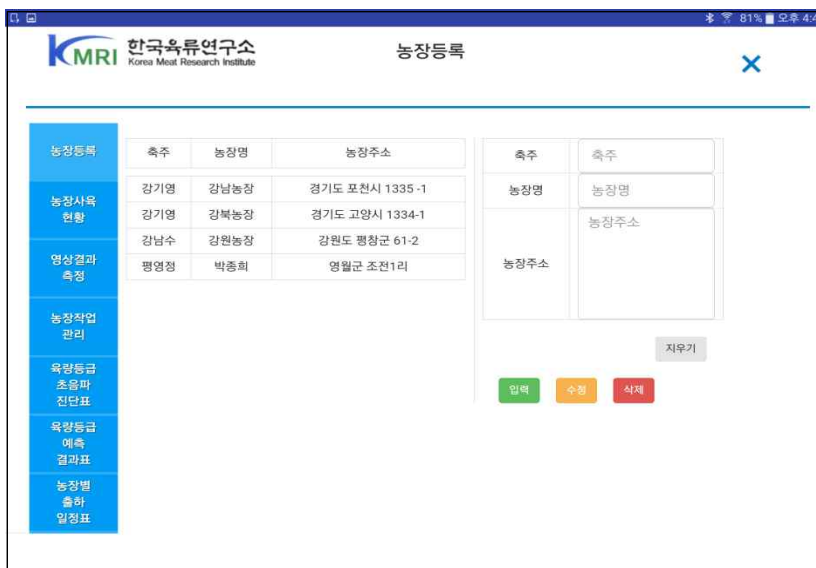 81% 오후 4:4
KMRI 한국육류연구소
Korea Meat Research Institute
농장등록
×
농장등록
농장사육
현황
영상결과
측정
농장작업
관리
육량등급
초음파
진단표
육량등급
예측
결과표
농장별
출하
일정표
축주 농장명 농장주소
강기영 강남농장 경기도 포천시 1335 -1
강기영 강북농장 경기도 고양시 1334-1
강남수 강원농장 강원도 평창군 61-2
평영정 박종희 영월군 조전1리
축주 축주
농장명 농장명
농장주소 농장주소
지우기
입력 수정 삭제